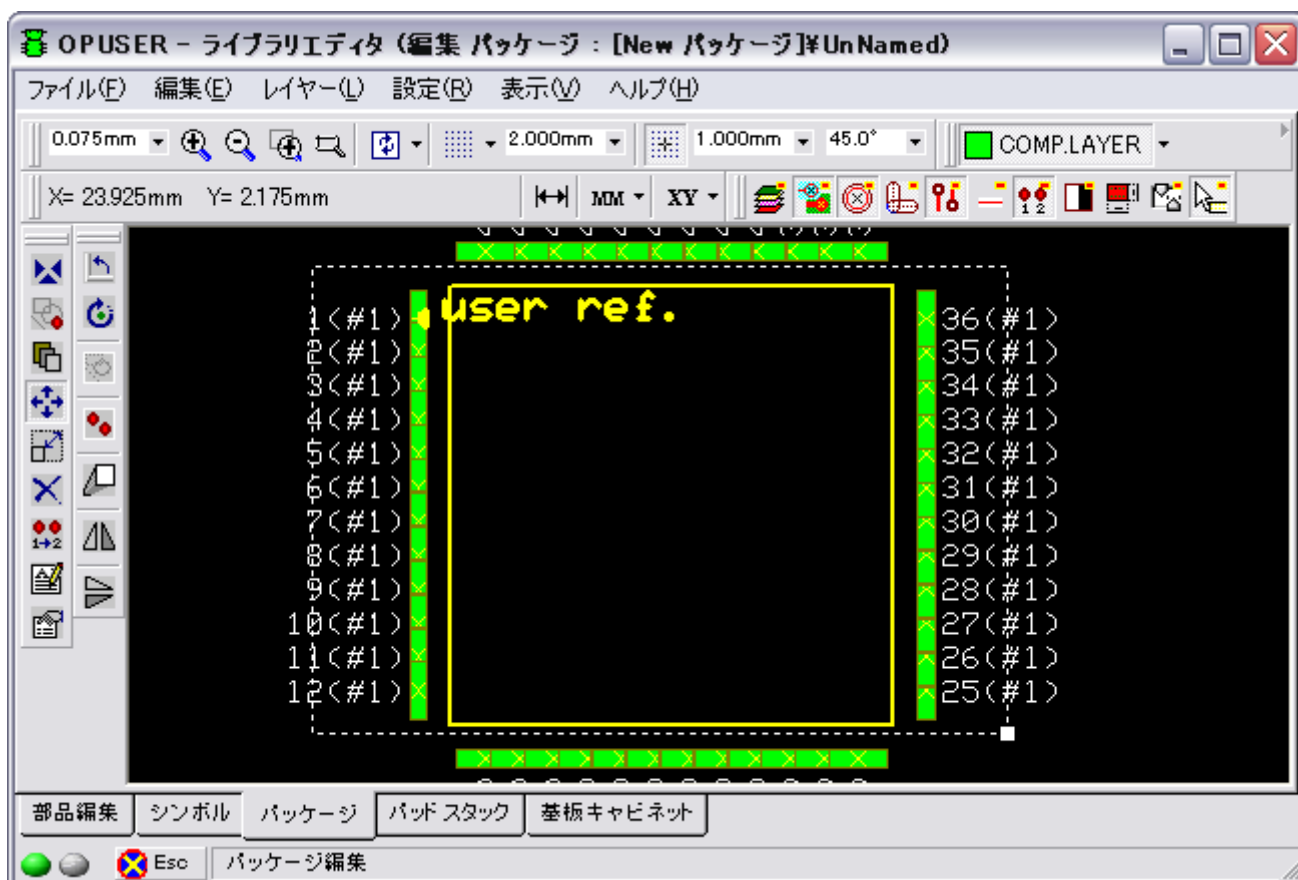 OPUSER - ライブラリエディタ (編集 パッケージ : [New パッケージ]¥UnNamed)
ファイル(F) 編集(E) レイヤー(L) 設定(R) 表示(V) ヘルプ(H)
0.075mm 2.000mm 1.000mm 45.0° COMP.LAYER
X= 23.925mm Y= 2.175mm MM XY
user ref.
1(#1) 36(#1)
2(#1) 35(#1)
3(#1) 34(#1)
4(#1) 33(#1)
5(#1) 32(#1)
6(#1) 31(#1)
7(#1) 30(#1)
8(#1) 29(#1)
9(#1) 28(#1)
10(#1) 27(#1)
11(#1) 26(#1)
12(#1) 25(#1)
部品編集 シンボル パッケージ パッド スタック 基板キャビネット
Esc パッケージ編集